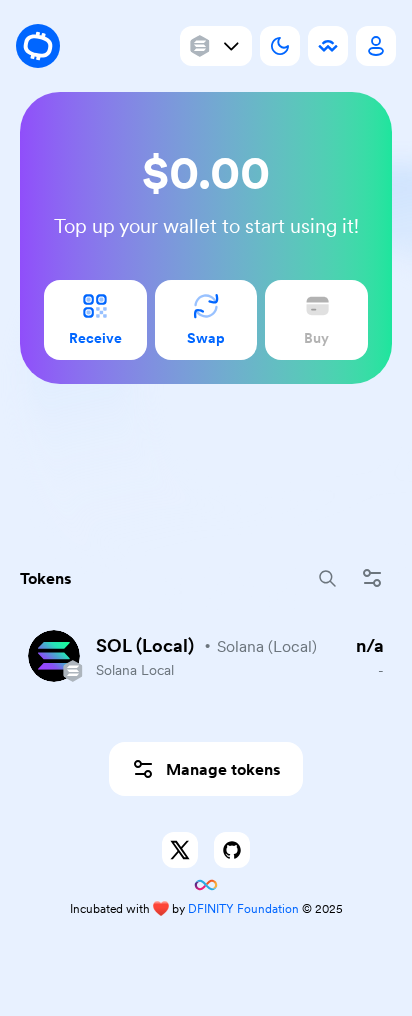 $0.00
Top up your wallet to start using it!
Receive
Swap
Buy
Tokens
SOL (Local) • Solana (Local) n/a
Solana Local -
Manage tokens
Incubated with ❤️ by DFINITY Foundation © 2025